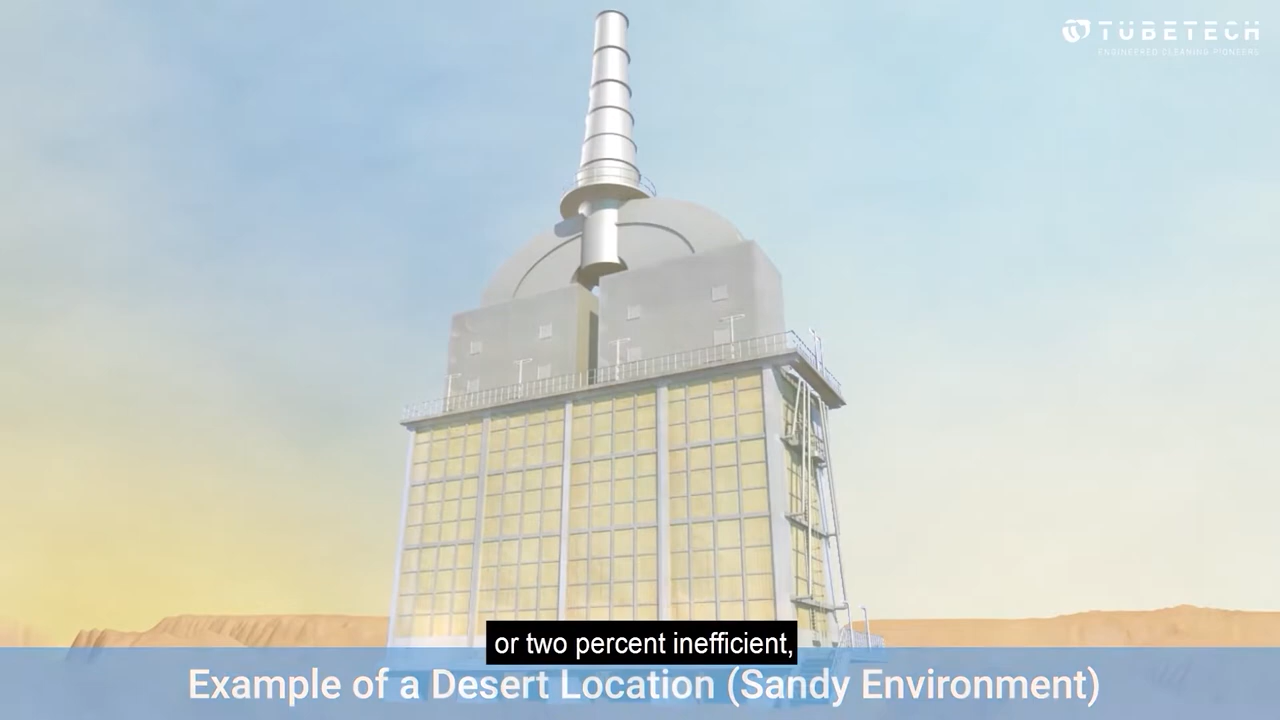 TUBETECH
ENGINEERED CLEANING PIONEERS
or two percent inefficient,
Example of a Desert Location (Sandy Environment)